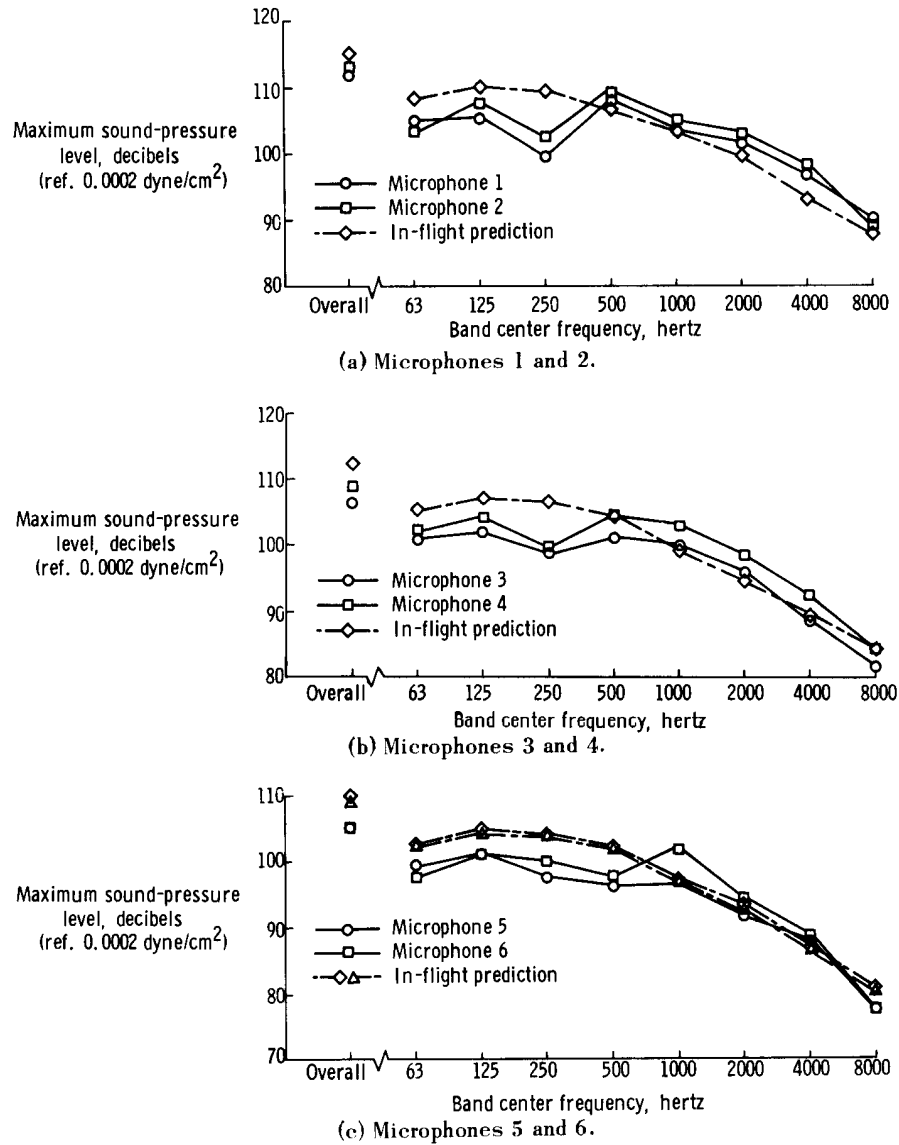 120
110
100
90
80
Maximum sound-pressure
level, decibels
(ref. 0.0002 dyne/cm2)
Microphone 1
Microphone 2
In-flight prediction
Overall 63 125 250 500 1000 2000 4000 8000
Band center frequency, hertz
(a) Microphones 1 and 2.
120
110
100
90
80
Maximum sound-pressure
level, decibels
(ref. 0.0002 dyne/cm2)
Microphone 3
Microphone 4
In-flight prediction
Overall 63 125 250 500 1000 2000 4000 8000
Band center frequency, hertz
(b) Microphones 3 and 4.
110
100
90
80
70
Maximum sound-pressure
level, decibels
(ref. 0.0002 dyne/cm2)
Microphone 5
Microphone 6
In-flight prediction
Overall 63 125 250 500 1000 2000 4000 8000
Band center frequency, hertz
(c) Microphones 5 and 6.